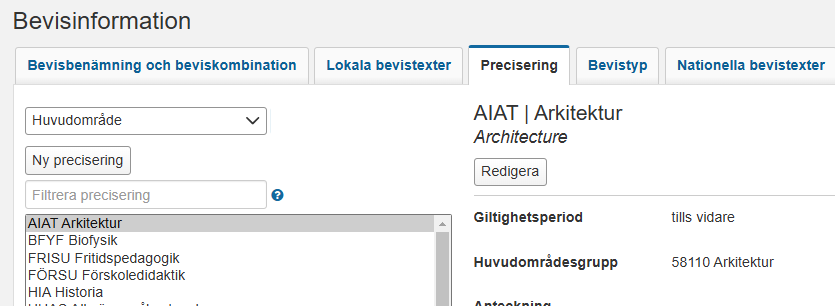 Bevisinformation
Bevisbenämning och beviskombination
Lokala bevistexter
Precisering
Bevistyp
Nationella bevistexter
Huvudområde
Ny precisering
Filtrera precisering
AIAT Arkitektur
BFYF Biofysik
FRISU Fritidspedagogik
FÖRSU Förskoledidaktik
HIA Historia
AIAT | Arkitektur
Architecture
Redigera
Giltighetsperiod tills vidare
Huvudområdesgrupp 58110 Arkitektur
Anteckning